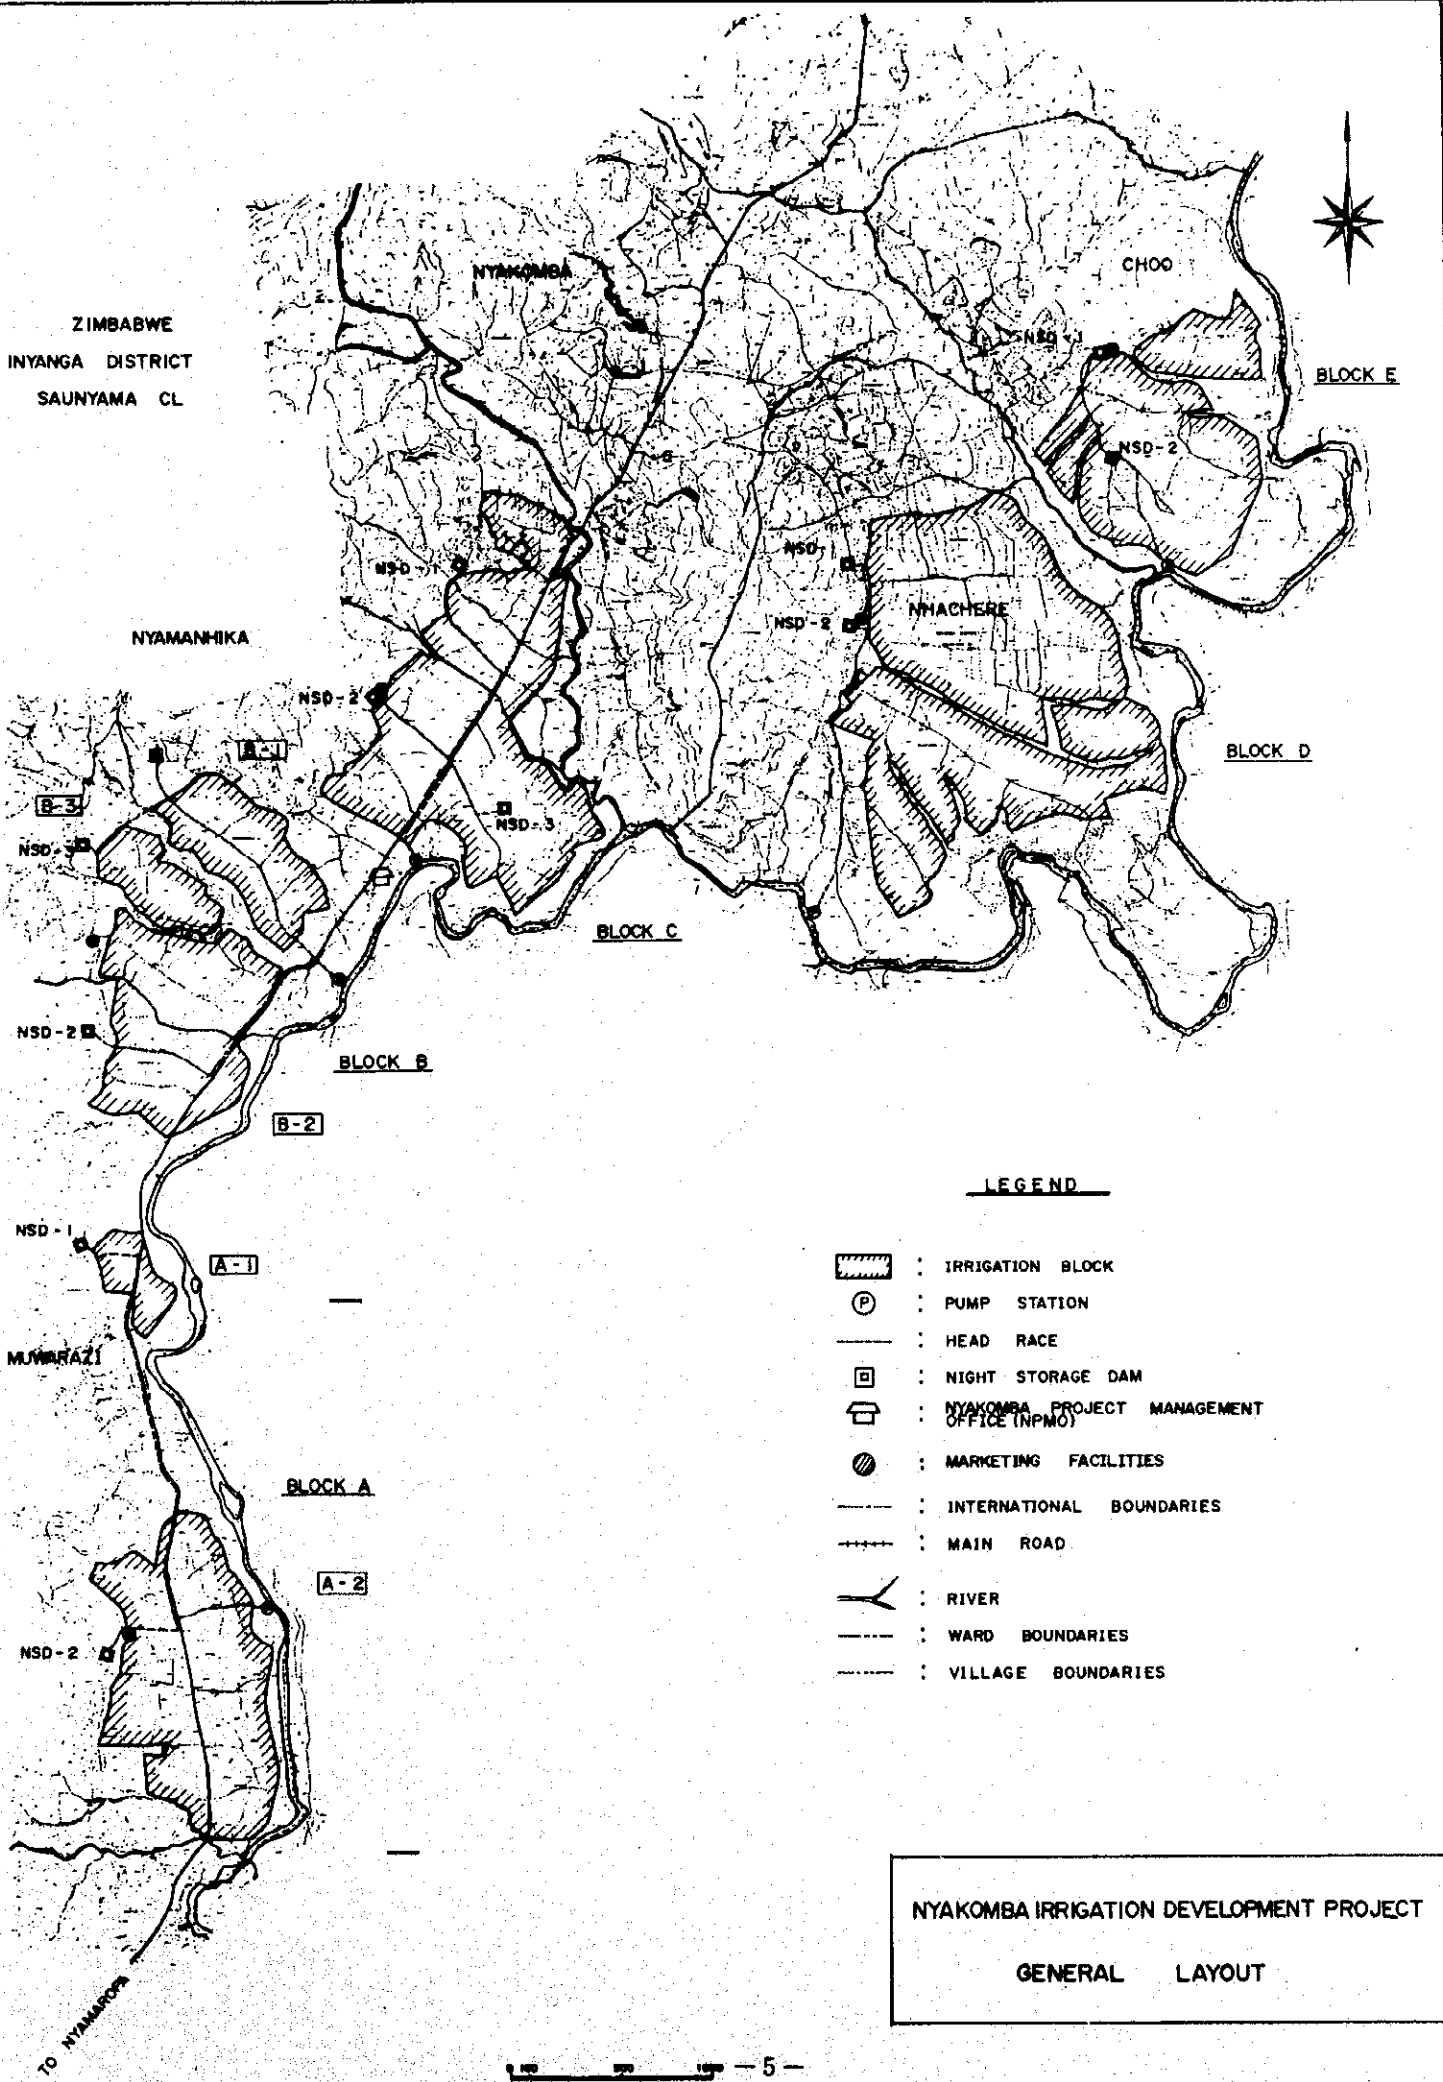 NYAKOMBA
CHOO
ZIMBABWE
INYANGA DISTRICT
SAUNYAMA CL
NSD-1
BLOCK E
NSD-2
NSD-1
NSD-1
NHACHERE
NSD-2
NYAMANHIKA
NSD-2
B-1
BLOCK D
B-3
NSD-3
NSD-3
BLOCK C
NSD-2
BLOCK B
B-2
NSD-1
A-1
MUWARAZI
BLOCK A
A-2
NSD-2
TO NYAMAROPA
LEGEND
: IRRIGATION BLOCK
P : PUMP STATION
: HEAD RACE
: NIGHT STORAGE DAM
: NYAKOMBA PROJECT MANAGEMENT
OFFICE (NPMO)
: MARKETING FACILITIES
: INTERNATIONAL BOUNDARIES
: MAIN ROAD
: RIVER
: WARD BOUNDARIES
: VILLAGE BOUNDARIES
NYAKOMBA IRRIGATION DEVELOPMENT PROJECT
GENERAL LAYOUT
— 5 —